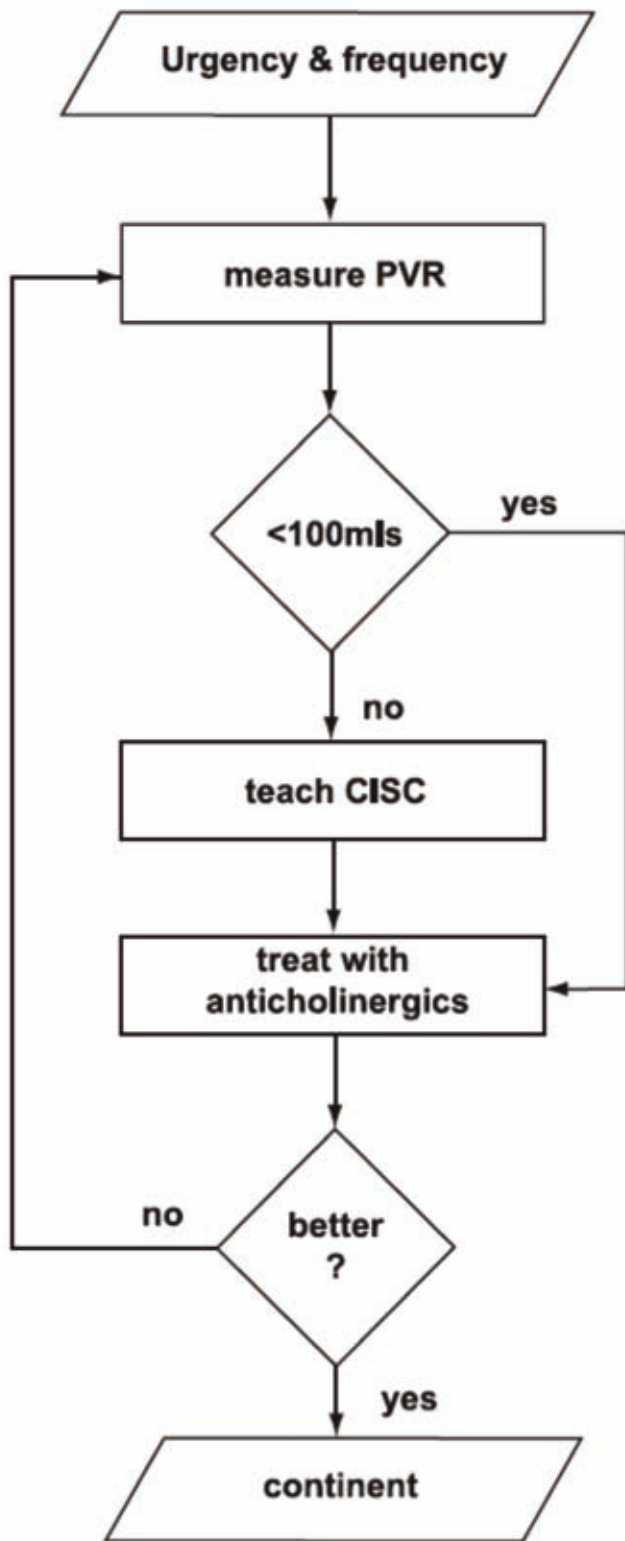 Urgency & frequency
measure PVR
<100mls
yes
no
teach CISC
treat with
anticholinergics
no
better
?
yes
continent